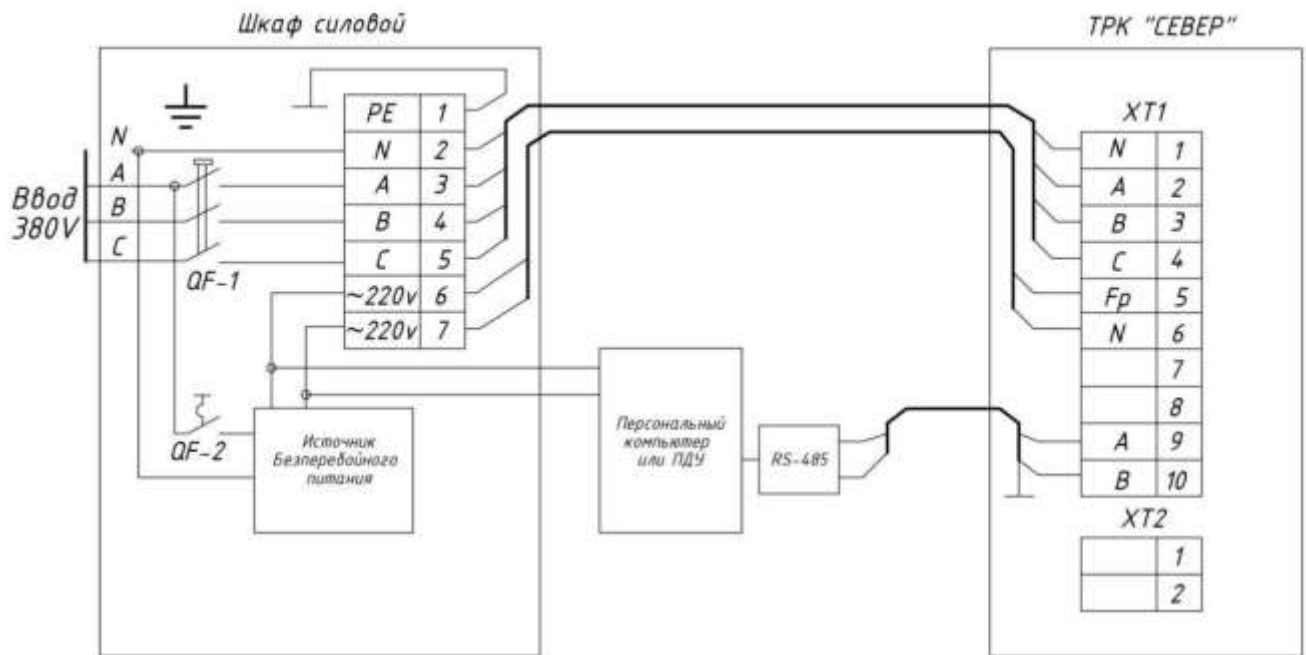 Шкаф силовой
ТРК "СЕВЕР"
PE 1
N
N 2
A
A 3
B
B 4
C
C 5
Ввод
380V
QF-1
~220v 6
~220v 7
QF-2
Источник
Безперебойного
питания
Персональный
компьютер
или ПДУ
RS-485
XT1
N 1
A 2
B 3
C 4
Fp 5
N 6
7
8
A 9
B 10
XT2
1
2